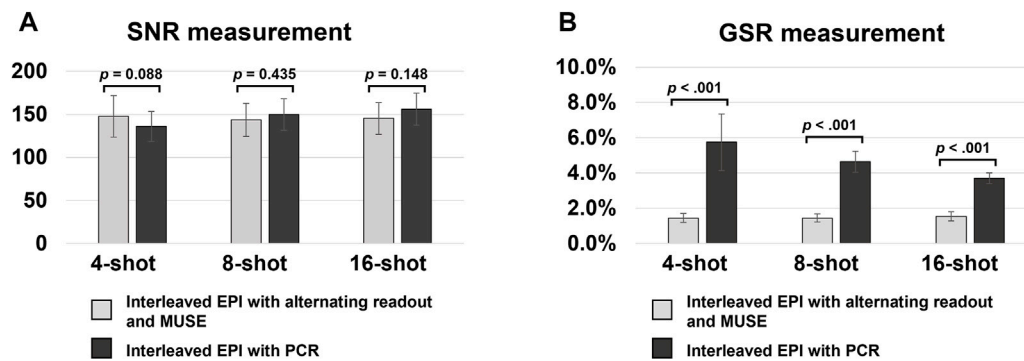 A
SNR measurement
200
150
100
50
0
p = 0.088
p = 0.435
p = 0.148
4-shot
8-shot
16-shot
Interleaved EPI with alternating readout
and MUSE
Interleaved EPI with PCR
B
GSR measurement
10.0%
8.0%
6.0%
4.0%
2.0%
0.0%
p < .001
p < .001
p < .001
4-shot
8-shot
16-shot
Interleaved EPI with alternating readout
and MUSE
Interleaved EPI with PCR